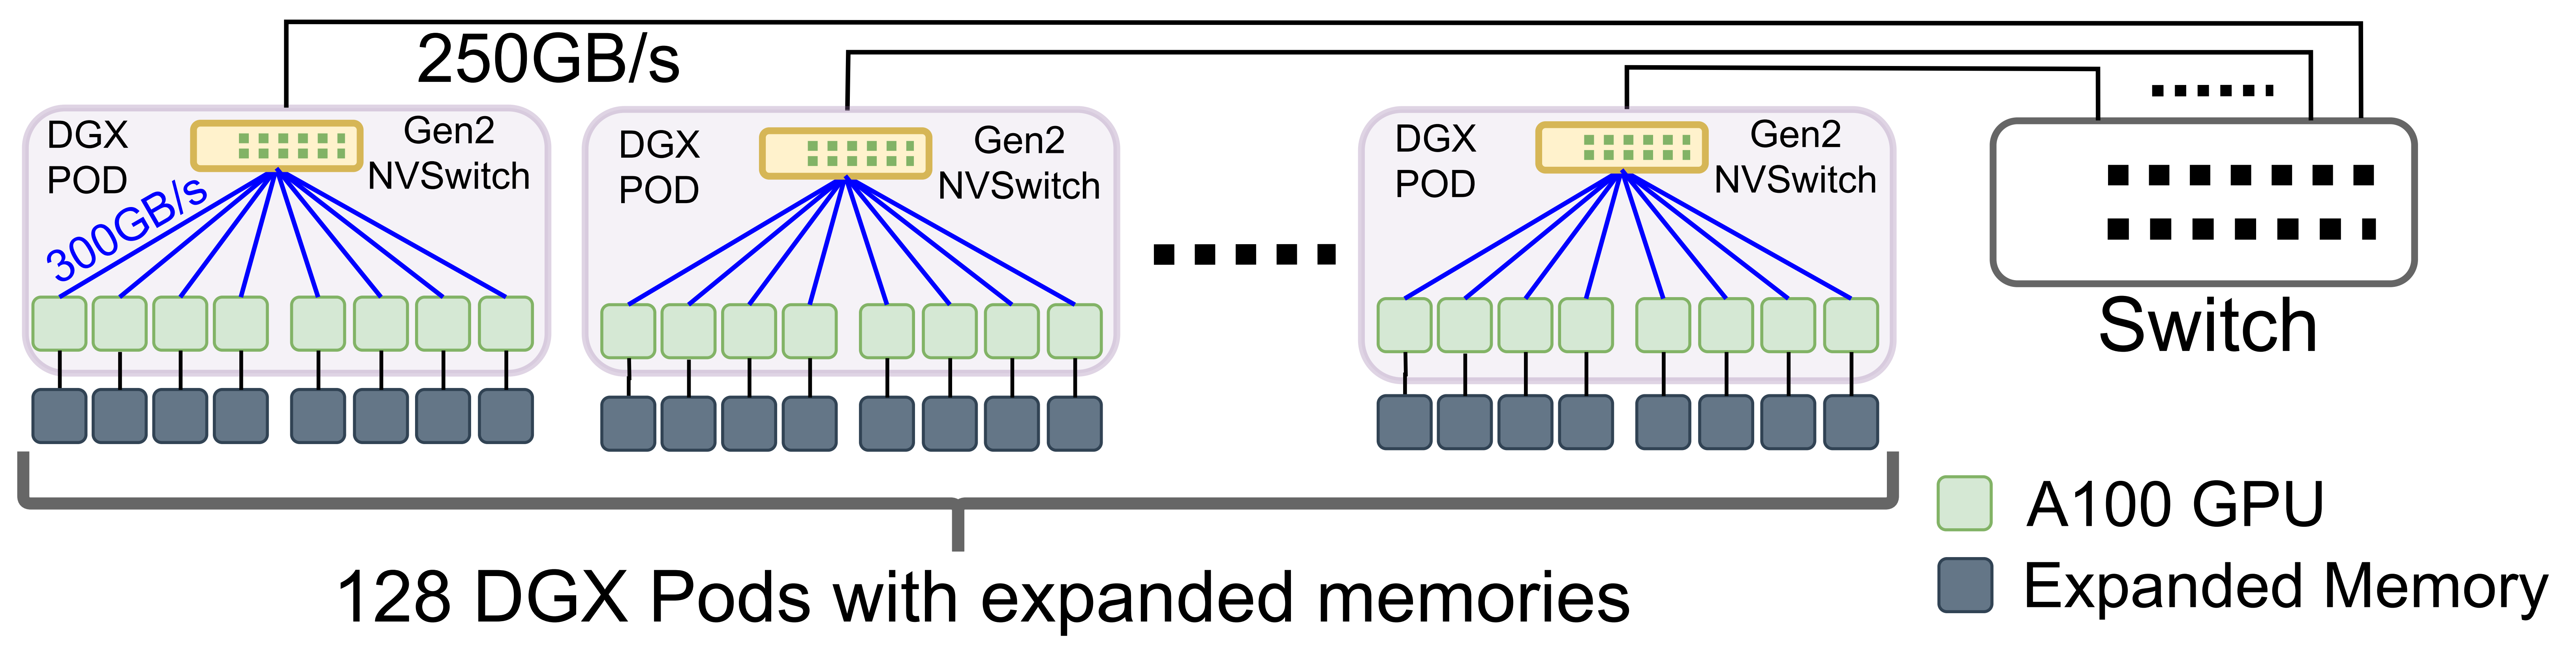 250GB/s
DGX
POD
Gen2
NVSwitch
300GB/s
DGX
POD
Gen2
NVSwitch
DGX
POD
Gen2
NVSwitch
Switch
128 DGX Pods with expanded memories
A100 GPU
Expanded Memory